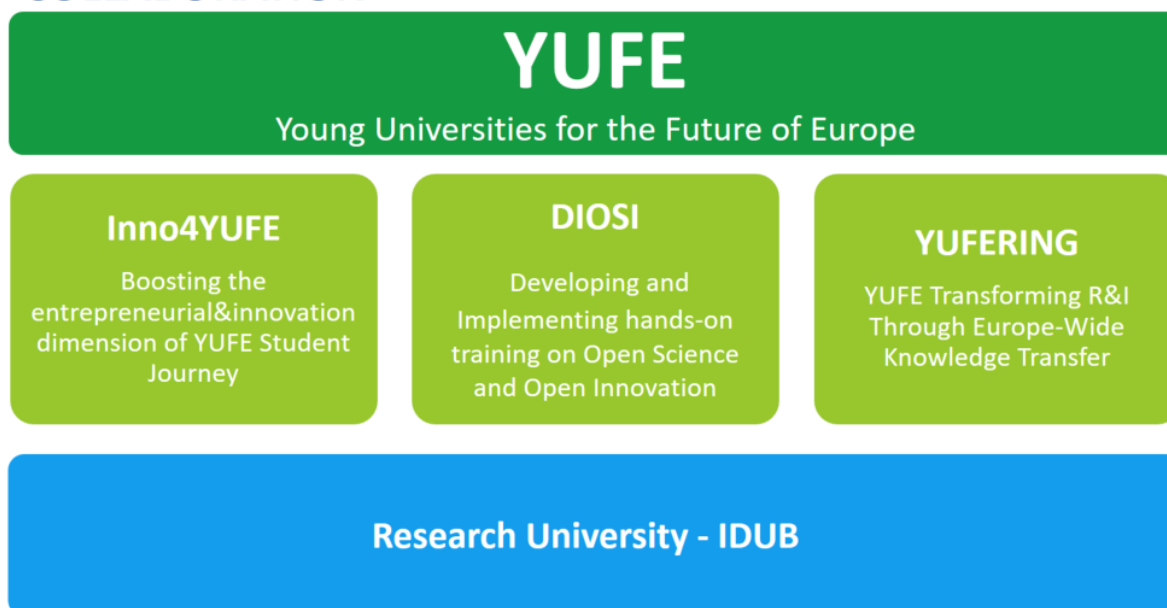 YUFE
Young Universities for the Future of Europe
Inno4YUFE
Boosting the
entrepreneurial&innovation
dimension of YUFE Student
Journey
DIOSI
Developing and
Implementing hands-on
training on Open Science
and Open Innovation
YUFERING
YUFE Transforming R&I
Through Europe-Wide
Knowledge Transfer
Research University - IDUB